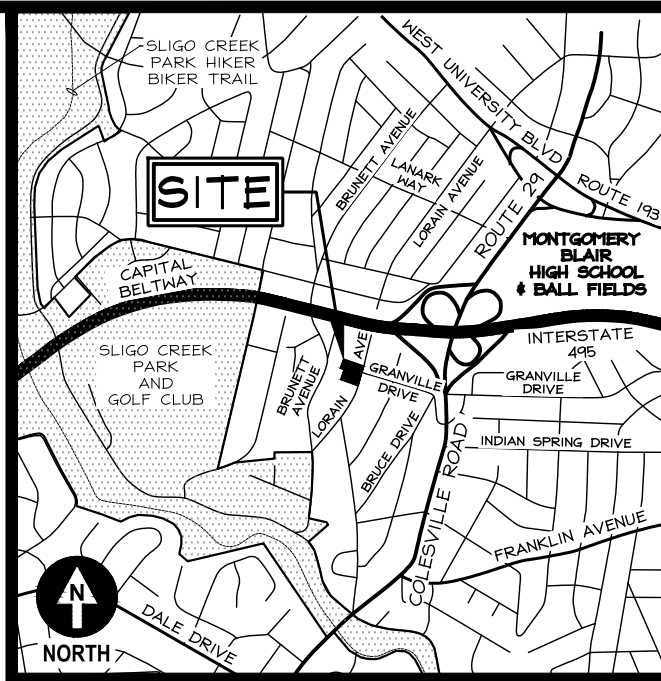 SLIGO CREEK
PARK HIKER
BIKER TRAIL
WEST UNIVERSITY BLVD
BRUNETT AVENUE
LANARK
WAY
LORAIN AVENUE
ROUTE 29
ROUTE 193
SITE
MONTGOMERY
BLAIR
HIGH SCHOOL
& BALL FIELDS
CAPITAL
BELTWAY
INTERSTATE
495
SLIGO CREEK
PARK
AND
GOLF CLUB
BRUNETT
AVENUE
LORAIN AVE
GRANVILLE
DRIVE
GRANVILLE
DRIVE
BRUCE DRIVE
INDIAN SPRING DRIVE
COLESVILLE ROAD
FRANKLIN AVENUE
DALE DRIVE
N
NORTH